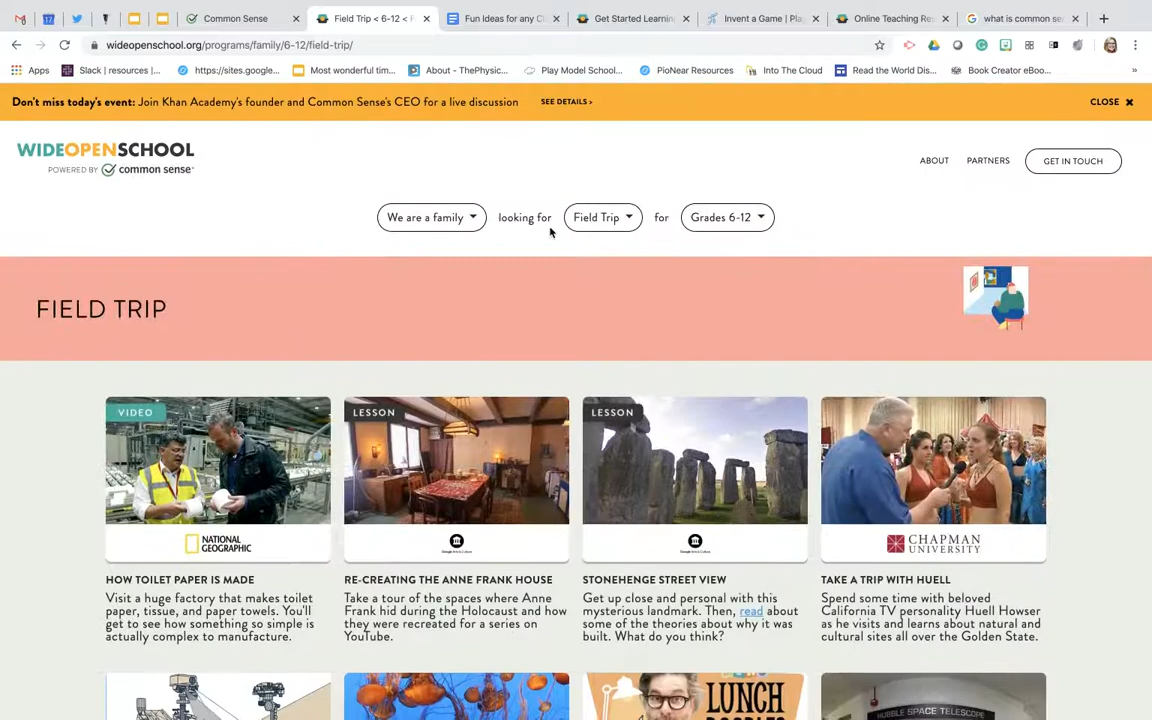 Common Sense
Field Trip < 6-12 < F
Fun Ideas for any C
Get Started Learnin
Invent a Game | Pla
Online Teaching Re
what is common se
wideopenschool.org/programs/family/6-12/field-trip/
Apps
Slack | resources |...
https://sites.google...
Most wonderful tim...
About - ThePhysic...
Play Model School...
PioNear Resources
Into The Cloud
Read the World Dis...
Book Creator eBoo...
»
Don't miss today's event: Join Khan Academy's founder and Common Sense's CEO for a live discussion SEE DETAILS >
CLOSE ✖
WIDEOPENSCHOOL
POWERED BY common sense
ABOUT PARTNERS GET IN TOUCH
We are a family looking for Field Trip for Grades 6-12
FIELD TRIP
VIDEO
NATIONAL
GEOGRAPHIC
HOW TOILET PAPER IS MADE
Visit a huge factory that makes toilet
paper, tissue, and paper towels. You'll
get to see how something so simple is
actually complex to manufacture.
LESSON
Google Arts & Culture
RE-CREATING THE ANNE FRANK HOUSE
Take a tour of the spaces where Anne
Frank hid during the Holocaust and how
they were recreated for a series on
YouTube.
LESSON
Google Arts & Culture
STONEHENGE STREET VIEW
Get up close and personal with this
mysterious landmark. Then, read about
some of the theories about why it was
built. What do you think?
CHAPMAN
UNIVERSITY
TAKE A TRIP WITH HUELL
Spend some time with beloved
California TV personality Huell Howser
as he visits and learns about natural and
cultural sites all over the Golden State.
LUNCH
DOODLES
HUBBLE SPACE TELESCOPE